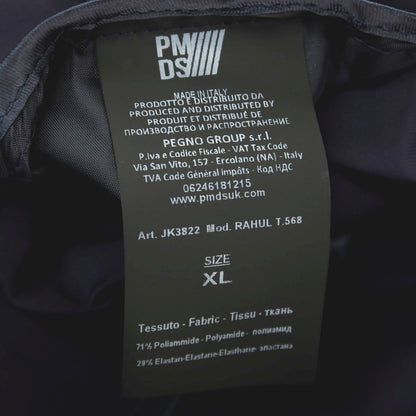 PM
DS
MADE IN ITALY
PRODOTTO E DISTRIBUITO DA
PRODUCED AND DISTRIBUTED BY
PRODUIT ET DISTRIBUÉ DE
ПРОИЗВОДСТВО И РАСПРОСТРАНЕНИЕ
PEGNO GROUP s.r.l.
P.Iva e Codice Fiscale - VAT Tax Code
Via San Vito, 157 - Ercolano (NA) - Italy
TVA Code Général impôts - Код НДС
06246181215
www.pmdsuk.com
Art. JK3822 Mod. RAHUL T.568
SIZE
XL
Tessuto - Fabric - Tissu - ткань
71% Poliammide - Polyamide - полиамид
29% Elastan-Elastane-Elasthane- эластана